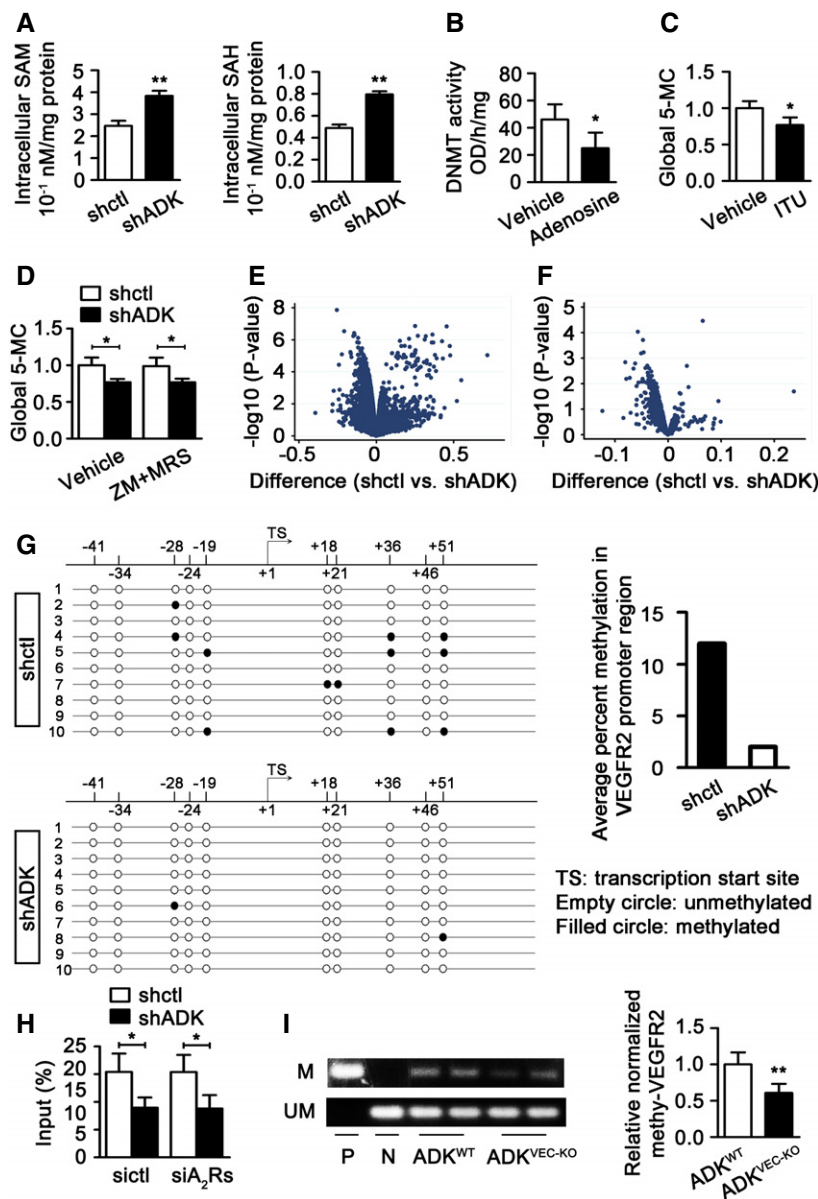 A
Intracellular SAM
10⁻¹ nM/mg protein
5
4
3
2
1
0
**
shctl
shADK
Intracellular SAH
10⁻¹ nM/mg protein
1.0
0.8
0.6
0.4
0.2
0.0
**
shctl
shADK
B
DNMT activity
OD/h/mg
80
60
40
20
0
*
Vehicle
Adenosine
C
Global 5-MC
1.5
1.0
0.5
0.0
*
Vehicle
ITU
D
shctl
shADK
Global 5-MC
1.5
1.0
0.5
0.0
*
*
Vehicle
ZM+MRS
E
-log10 (P-value)
8
6
4
2
0
-0.5
0
0.5
Difference (shctl vs. shADK)
F
-log10 (P-value)
5
4
3
2
1
0
-0.1
0
0.1
0.2
Difference (shctl vs. shADK)
G
TS
-41
-28
-19
+18
+36
+51
-34
-24
+1
+21
+46
shctl
1
2
3
4
5
6
7
8
9
10
TS
-41
-28
-19
+18
+36
+51
-34
-24
+1
+21
+46
shADK
1
2
3
4
5
6
7
8
9
10
Average percent methylation in
VEGFR2 promoter region
15
10
5
0
shctl
shADK
TS: transcription start site
Empty circle: unmethylated
Filled circle: methylated
H
shctl
shADK
Input (%)
25
20
15
10
5
0
*
*
sictl
siA₂Rs
I
M
UM
P
N
ADKᵂᵀ
ADKⱽᴱC⁻ᴷᴼ
Relative normalized
methy-VEGFR2
1.5
1.0
0.5
0.0
**
ADKᵂᵀ
ADKⱽᴱC⁻ᴷᴼ